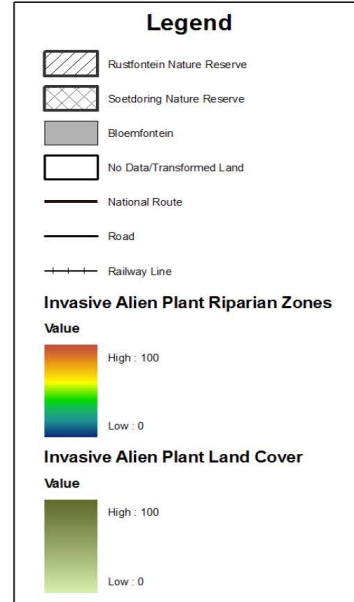 Legend
Rustfontein Nature Reserve
Soetdoring Nature Reserve
Bloemfontein
No Data/Transformed Land
National Route
Road
Railway Line
Invasive Alien Plant Riparian Zones
Value
High : 100
Low : 0
Invasive Alien Plant Land Cover
Value
High : 100
Low : 0